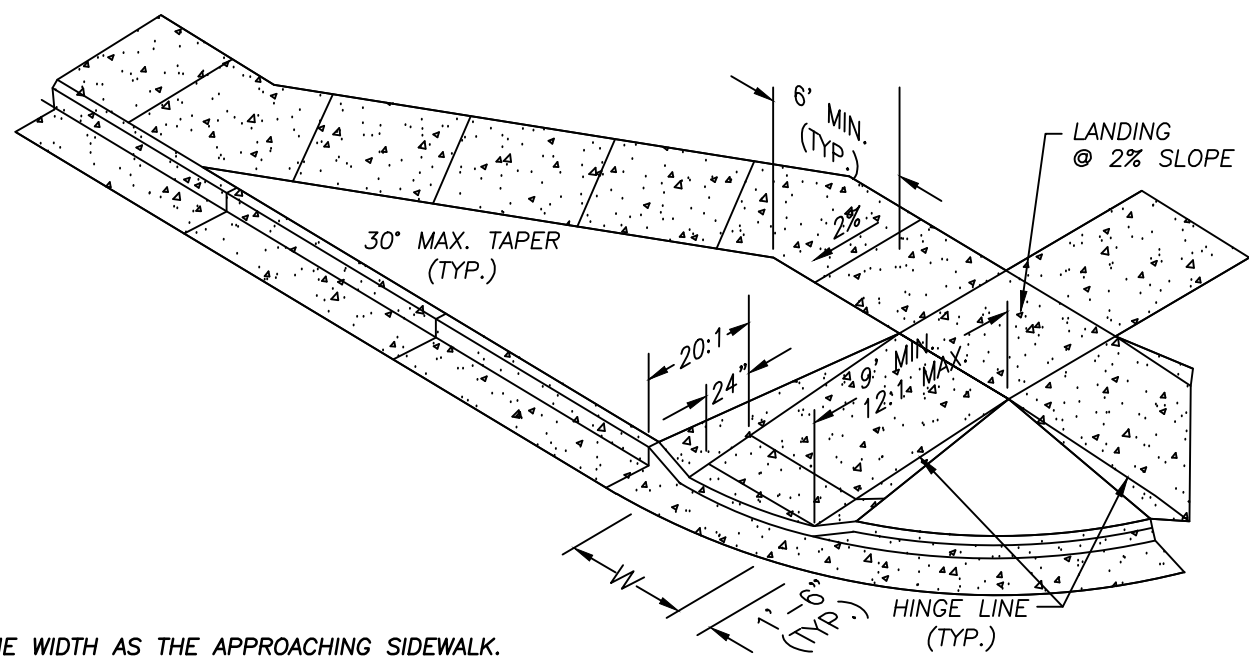 6' MIN.
(TYP.)
LANDING
@ 2% SLOPE
2%
30° MAX. TAPER
(TYP.)
20:1
24"
9' MIN.
12:1 MAX.
W
1'-6"
(TYP.)
HINGE LINE
(TYP.)
WIDTH AS THE APPROACHING SIDEWALK.